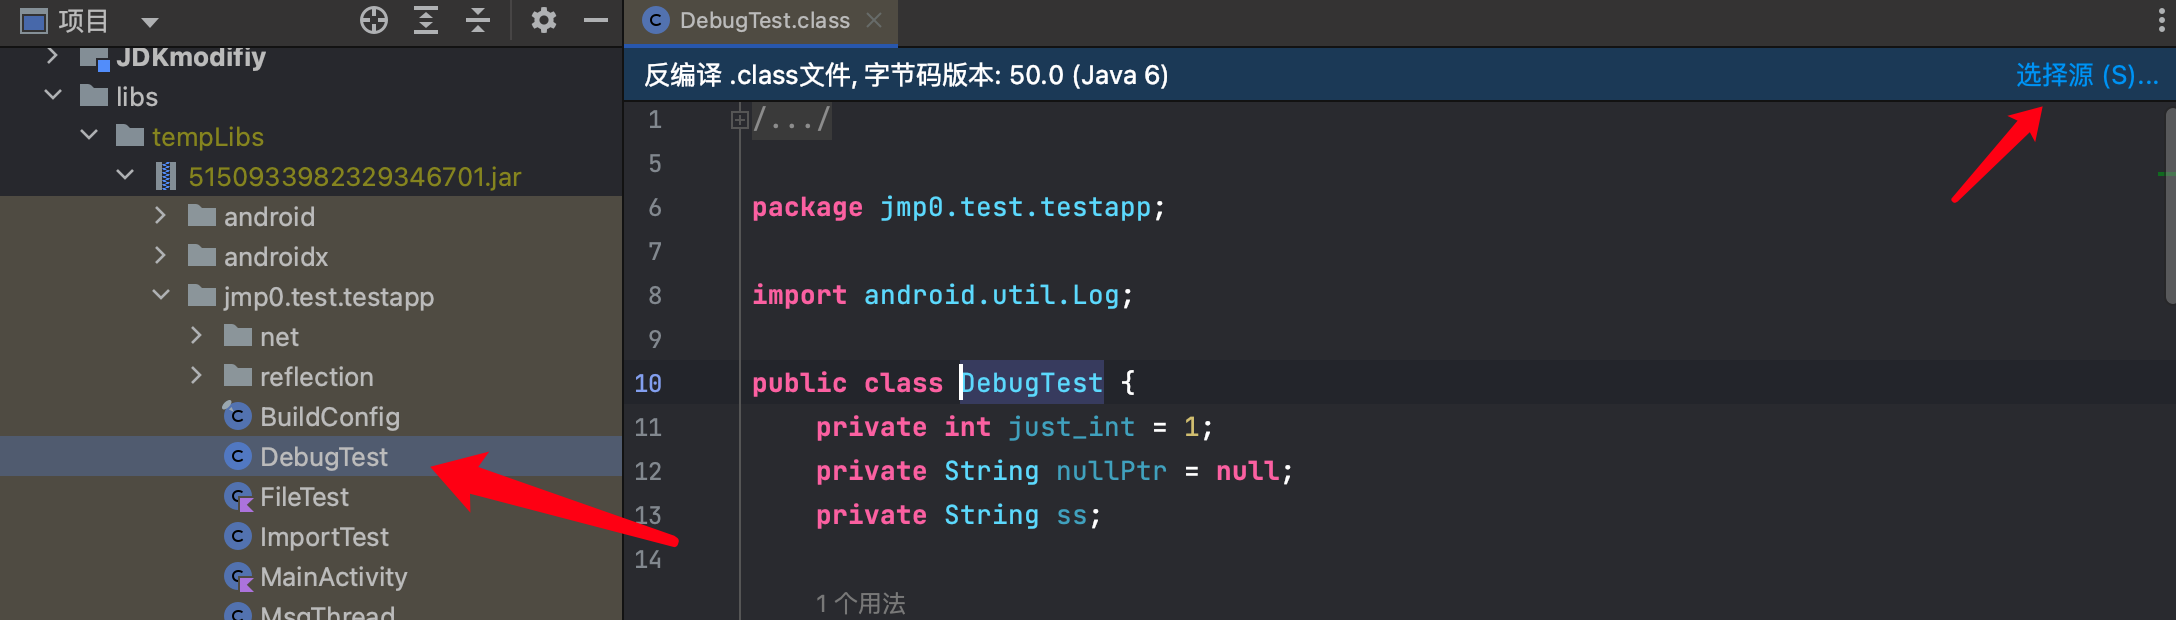 项目
JDKmodifiy
libs
tempLibs
5150933982329346701.jar
android
androidx
jmp0.test.testapp
net
reflection
BuildConfig
DebugTest
FileTest
ImportTest
MainActivity
MsgThread
DebugTest.class
反编译 .class文件, 字节码版本: 50.0 (Java 6)
选择源 (S)...
1 /.../
5
6 package jmp0.test.testapp;
7
8 import android.util.Log;
9
10 public class DebugTest {
11 private int just_int = 1;
12 private String nullPtr = null;
13 private String ss;
14
1 个用法